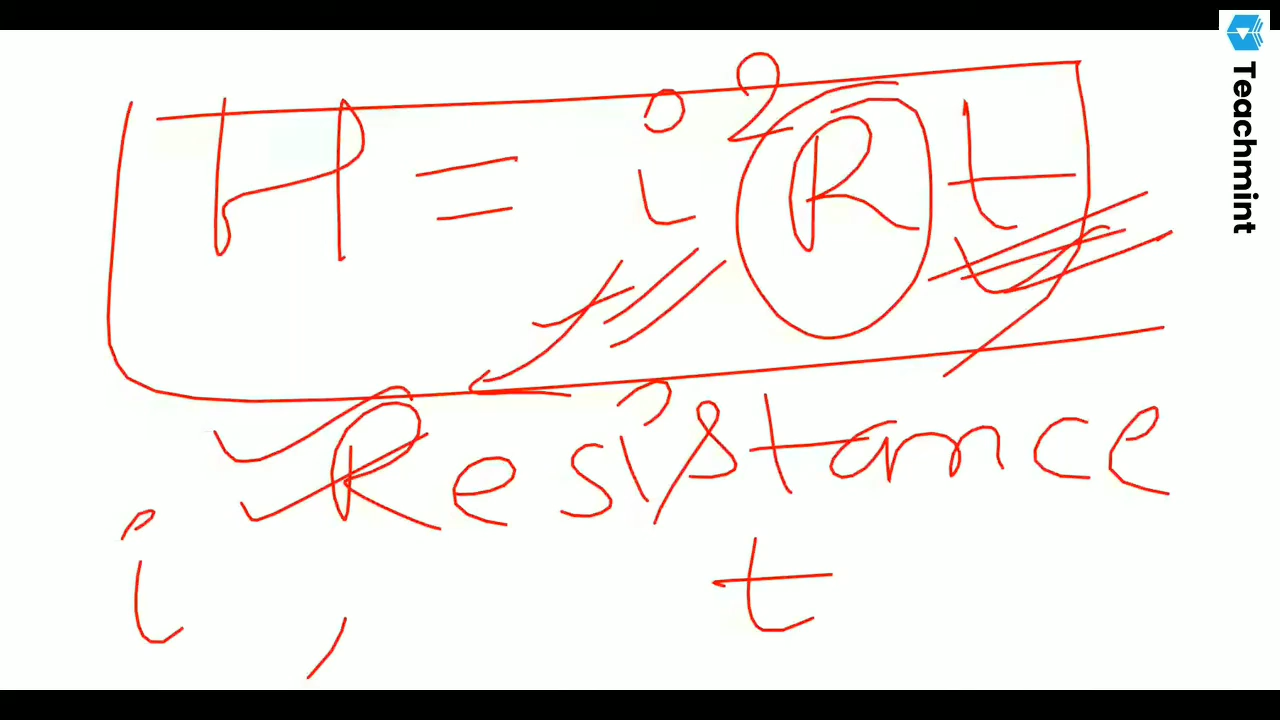 H = i²Rt
Resistance
i, t
Teachmint